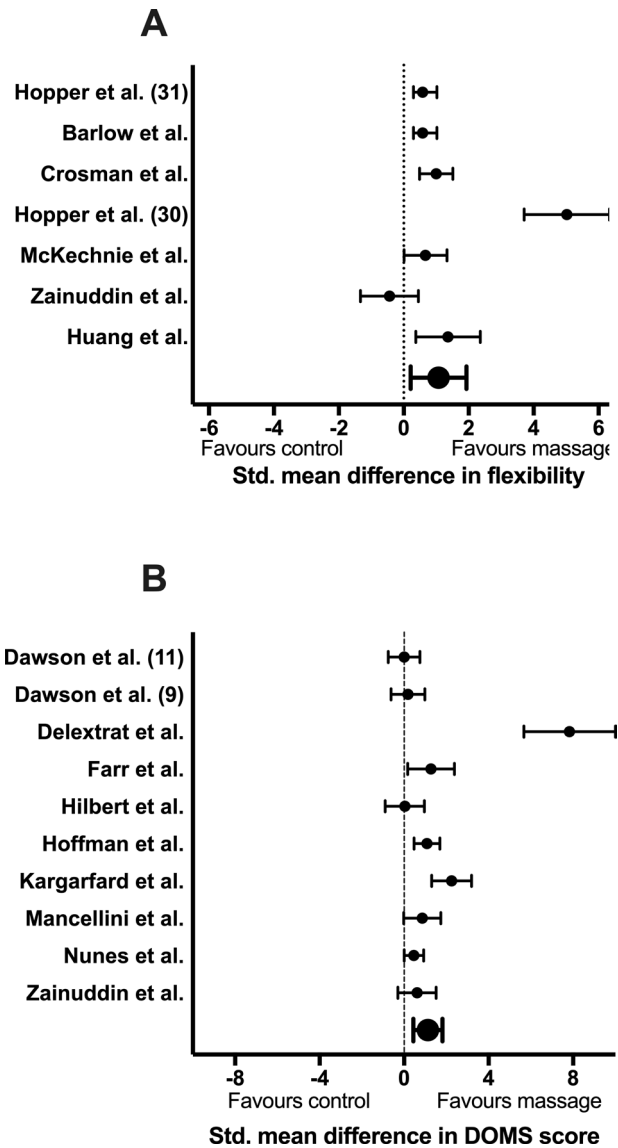 A
Hopper et al. (31)
Barlow et al.
Crosman et al.
Hopper et al. (30)
McKechnie et al.
Zainuddin et al.
Huang et al.
-6 -4 -2 0 2 4 6
Favours control Favours massage
Std. mean difference in flexibility
B
Dawson et al. (11)
Dawson et al. (9)
Delextrat et al.
Farr et al.
Hilbert et al.
Hoffman et al.
Kargarfard et al.
Mancellini et al.
Nunes et al.
Zainuddin et al.
-8 -4 0 4 8
Favours control Favours massage
Std. mean difference in DOMS score